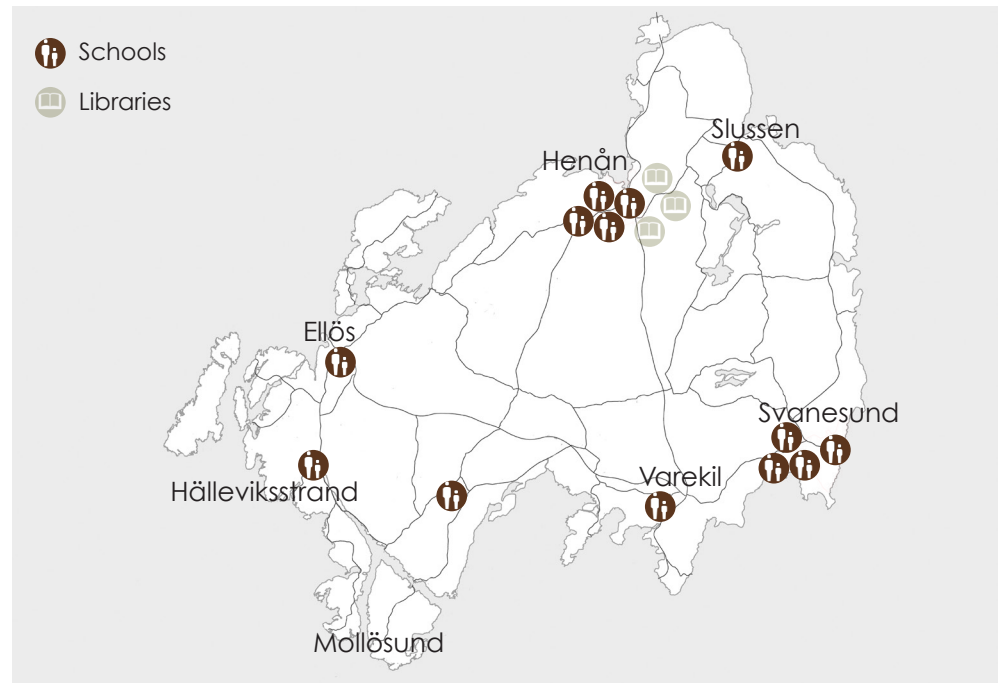 Schools
Libraries
Slussen
Henån
Ellös
Svanesund
Varekil
Hälleviksstrand
Mollösund